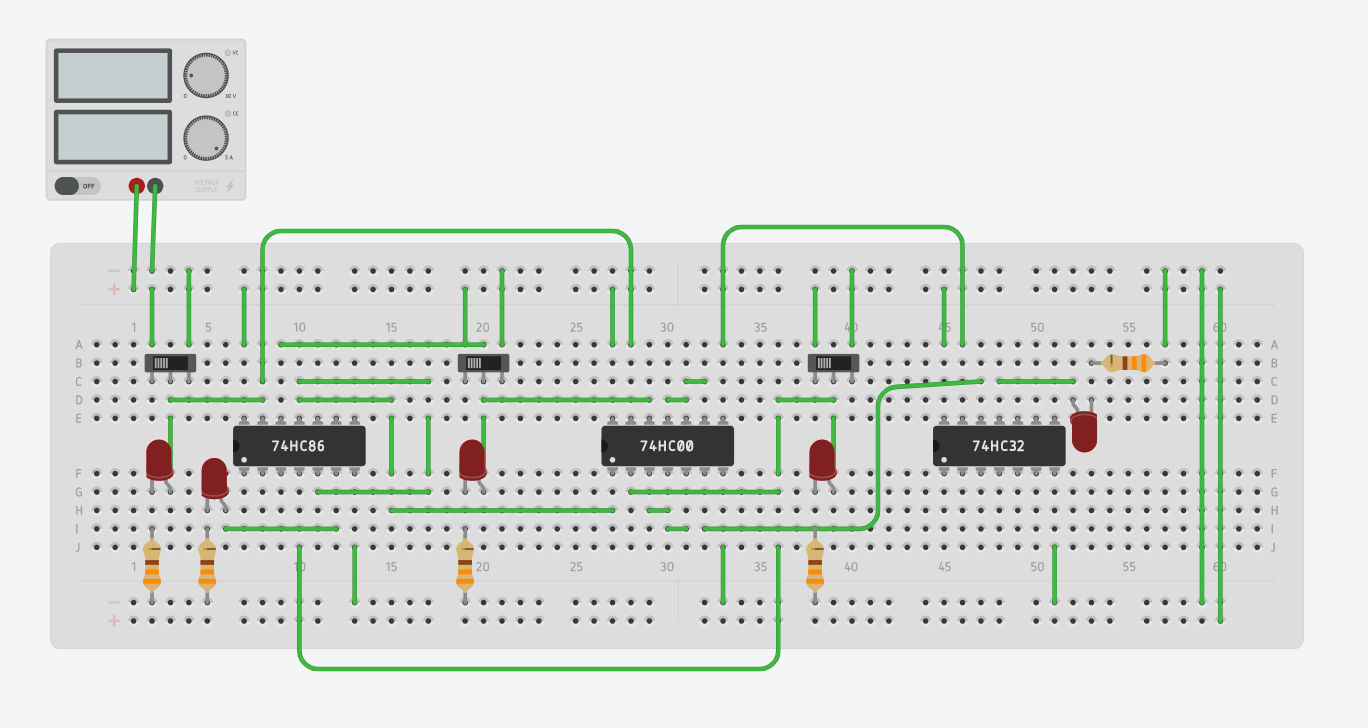 VC
0 30 V
CC
0 5 A
OFF
VOLTAGE
SUPPLY
−
+
1 5 10 15 20 25 30 35 40 45 50 55 60
A A
B B
C C
D D
E E
74HC86 74HC00 74HC32
F F
G G
H H
I I
J J
1 10 15 20 25 30 35 40 45 50 55 60
−
+